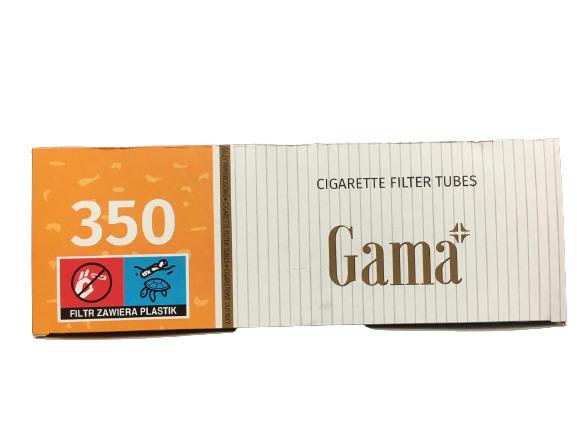 350
FILTR ZAWIERA PLASTIK
CIGARETTE FILTER TUBES
Gama